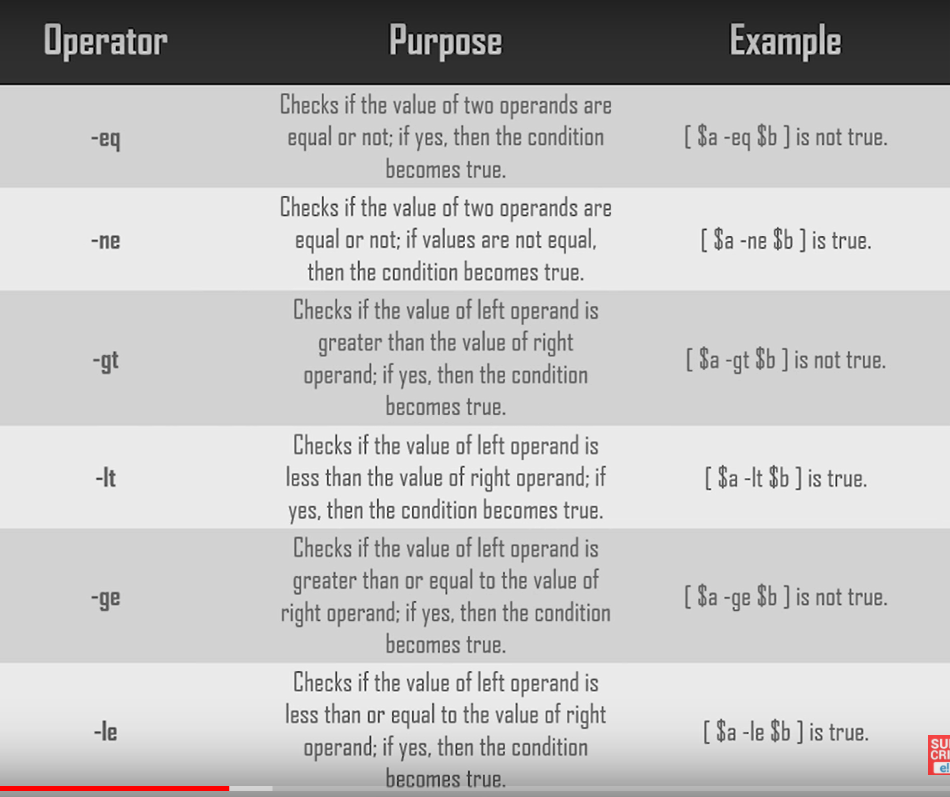 Operator Purpose Example
Checks if the value of two operands are
equal or not; if yes, then the condition
becomes true.
-eq
[ $a -eq $b ] is not true.
Checks if the value of two operands are
equal or not; if values are not equal,
then the condition becomes true.
-ne
[ $a -ne $b ] is true.
Checks if the value of left operand is
greater than the value of right
operand; if yes, then the condition
becomes true.
-gt
[ $a -gt $b ] is not true.
Checks if the value of left operand is
less than the value of right operand; if
yes, then the condition becomes true.
-lt
[ $a -lt $b ] is true.
Checks if the value of left operand is
greater than or equal to the value of
right operand; if yes, then the condition
becomes true.
-ge
[ $a -ge $b ] is not true.
Checks if the value of left operand is
less than or equal to the value of right
operand; if yes, then the condition
becomes true.
-le
[ $a -le $b ] is true.